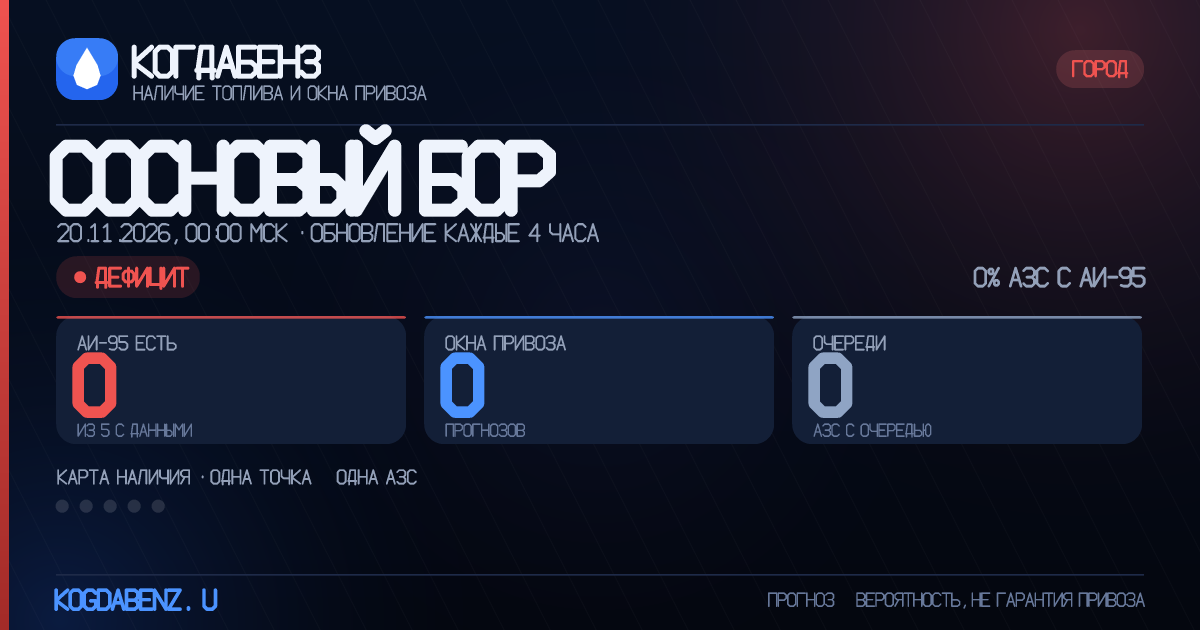 КОГДАБЕНЗ
НАЛИЧИЕ ТОПЛИВА И ОКНА ПРИВОЗА
ГОРОД
СОСНОВЫЙ БОР
20.11.2026, 00:00 МСК · ОБНОВЛЕНИЕ КАЖДЫЕ 4 ЧАСА
ДЕФИЦИТ
0% АЗС С АИ-95
АИ-95 ЕСТЬ
0
ИЗ 5 С ДАННЫМИ
ОКНА ПРИВОЗА
0
ПРОГНОЗОВ
ОЧЕРЕДИ
0
АЗС С ОЧЕРЕДЬЮ
КАРТА НАЛИЧИЯ · ОДНА ТОЧКА ОДНА АЗС
KOGDABENZ. U
ПРОГНОЗ ВЕРОЯТНОСТЬ, НЕ ГАРАНТИЯ ПРИВОЗА